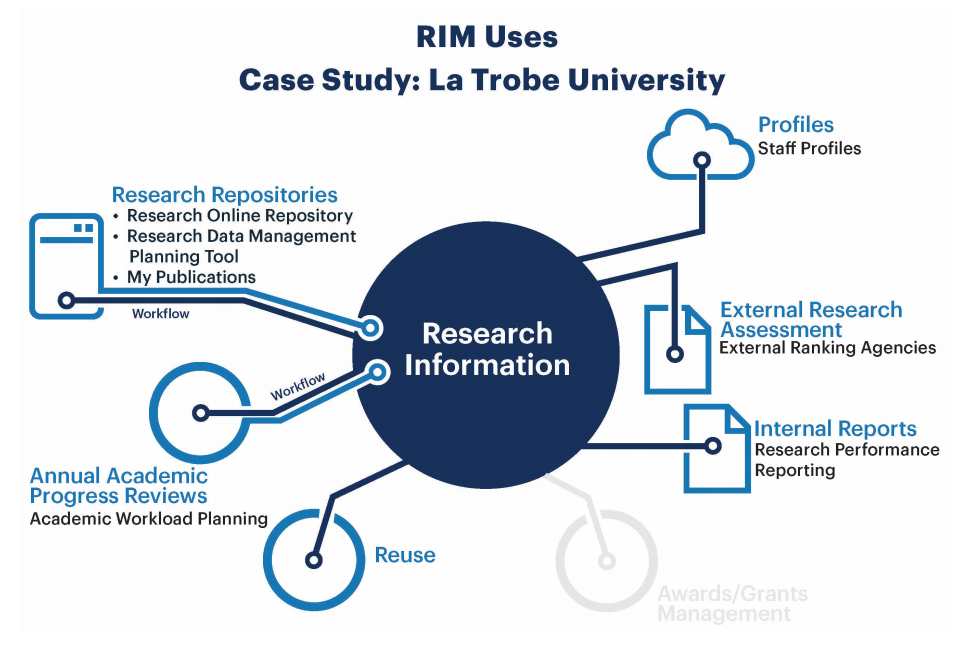 RIM Uses
Case Study: La Trobe University
Profiles
Staff Profiles
Research Repositories
• Research Online Repository
• Research Data Management
Planning Tool
• My Publications
Workflow
External Research
Assessment
External Ranking Agencies
Research
Information
Workflow
Internal Reports
Research Performance
Reporting
Annual Academic
Progress Reviews
Academic Workload Planning
Reuse
Awards/Grants
Management